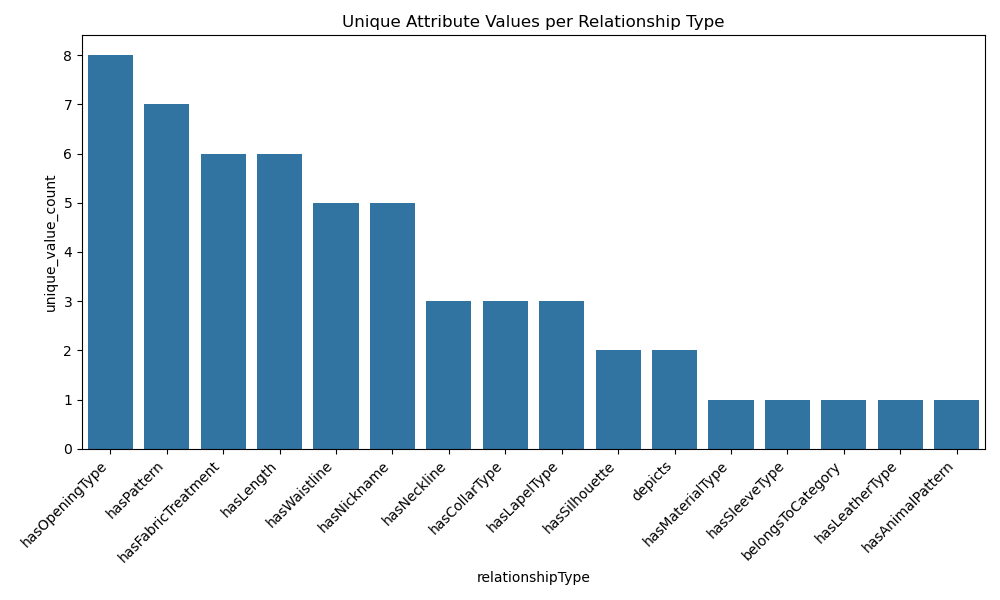 Unique Attribute Values per Relationship Type
unique_value_count
8
7
6
5
4
3
2
1
0
hasOpeningType
hasPattern
hasFabricTreatment
hasLength
hasWaistline
hasNickname
hasNeckline
hasCollarType
hasLapelType
hasSilhouette
depicts
hasMaterialType
hasSleeveType
belongsToCategory
hasLeatherType
hasAnimalPattern
relationshipType